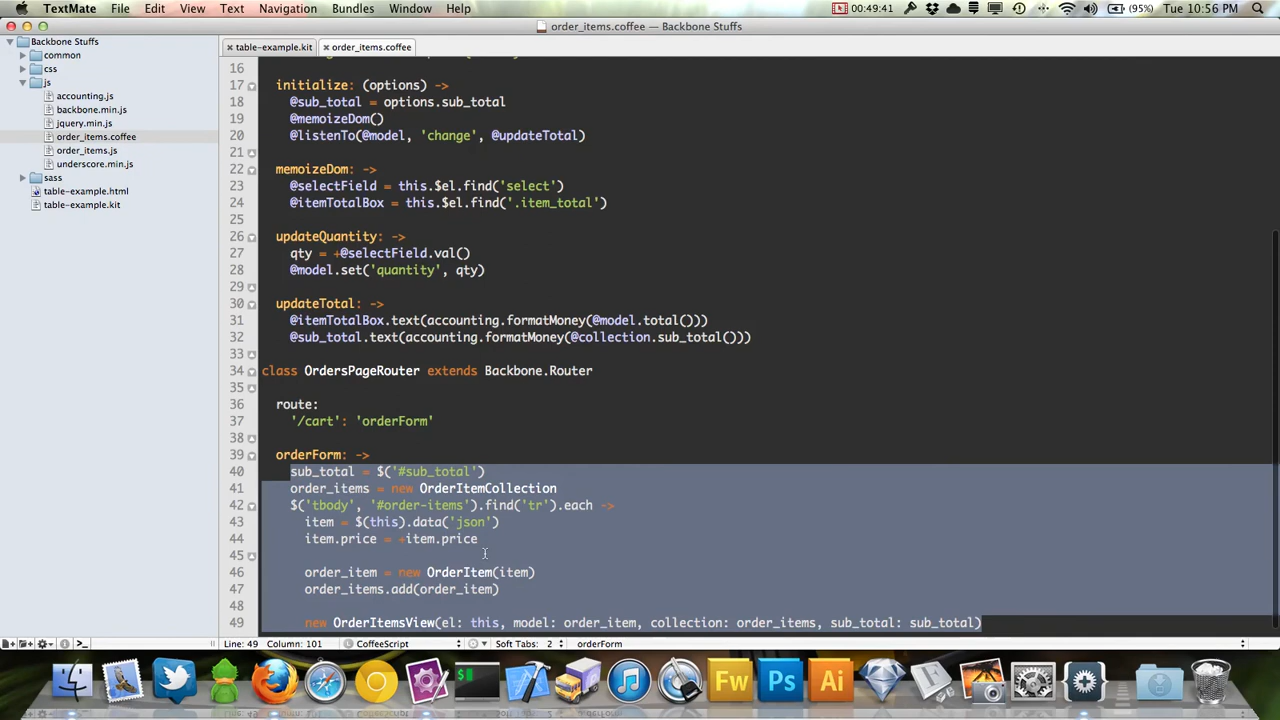 TextMate File Edit View Text Navigation Bundles Window Help 00:49:41 (95%) Tue 10:56 PM
order_items.coffee — Backbone Stuffs
Backbone Stuffs
common
css
js
accounting.js
backbone.min.js
jquery.min.js
order_items.coffee
order_items.js
underscore.min.js
sass
table-example.html
table-example.kit
table-example.kit order_items.coffee
16
17 initialize: (options) ->
18 @sub_total = options.sub_total
19 @memoizeDom()
20 @listenTo(@model, 'change', @updateTotal)
21
22 memoizeDom: ->
23 @selectField = this.$el.find('select')
24 @itemTotalBox = this.$el.find('.item_total')
25
26 updateQuantity: ->
27 qty = +@selectField.val()
28 @model.set('quantity', qty)
29
30 updateTotal: ->
31 @itemTotalBox.text(accounting.formatMoney(@model.total()))
32 @sub_total.text(accounting.formatMoney(@collection.sub_total()))
33
34 class OrdersPageRouter extends Backbone.Router
35
36 route:
37 '/cart': 'orderForm'
38
39 orderForm: ->
40 sub_total = $('#sub_total')
41 order_items = new OrderItemCollection
42 $('tbody', '#order-items').find('tr').each ->
43 item = $(this).data('json')
44 item.price = +item.price
45
46 order_item = new OrderItem(item)
47 order_items.add(order_item)
48
49 new OrderItemsView(el: this, model: order_item, collection: order_items, sub_total: sub_total)
Line: 49 Column: 101 CoffeeScript Soft Tabs: 2 orderForm
Fw Ps Ai